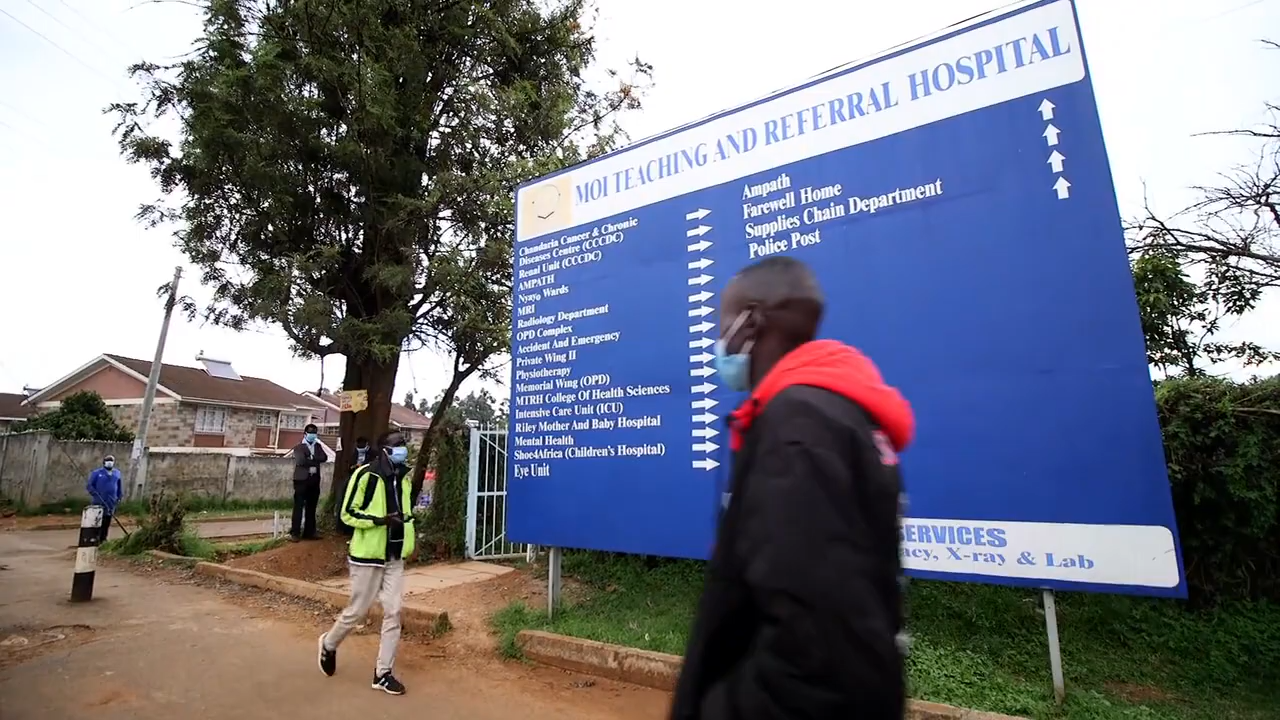 MOI TEACHING AND REFERRAL HOSPITAL
Chandaria Cancer & Chronic
Diseases Centre (CCCDC)
Renal Unit (CCCDC)
AMPATH
Nyayo Wards
MRI
Radiology Department
OPD Complex
Accident And Emergency
Private Wing II
Physiotherapy
Memorial Wing (OPD)
MTRH College Of Health Sciences
Intensive Care Unit (ICU)
Riley Mother And Baby Hospital
Mental Health
Shoe4Africa (Children's Hospital)
Eye Unit
Ampath
Farewell Home
Supplies Chain Department
Police Post
SERVICES
acy, X-ray & Lab